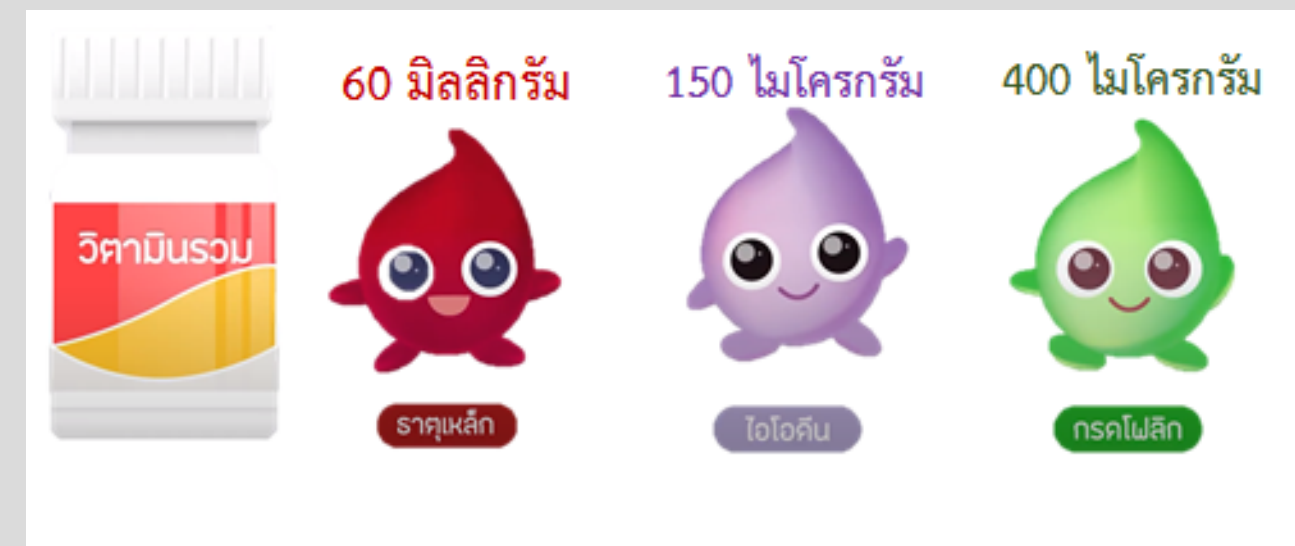 60 มิลลิกรัม
150 ไมโครกรัม
400 ไมโครกรัม
วิตามินรวม
ธาตุเหล็ก
ไอโอดีน
กรดโฟลิก